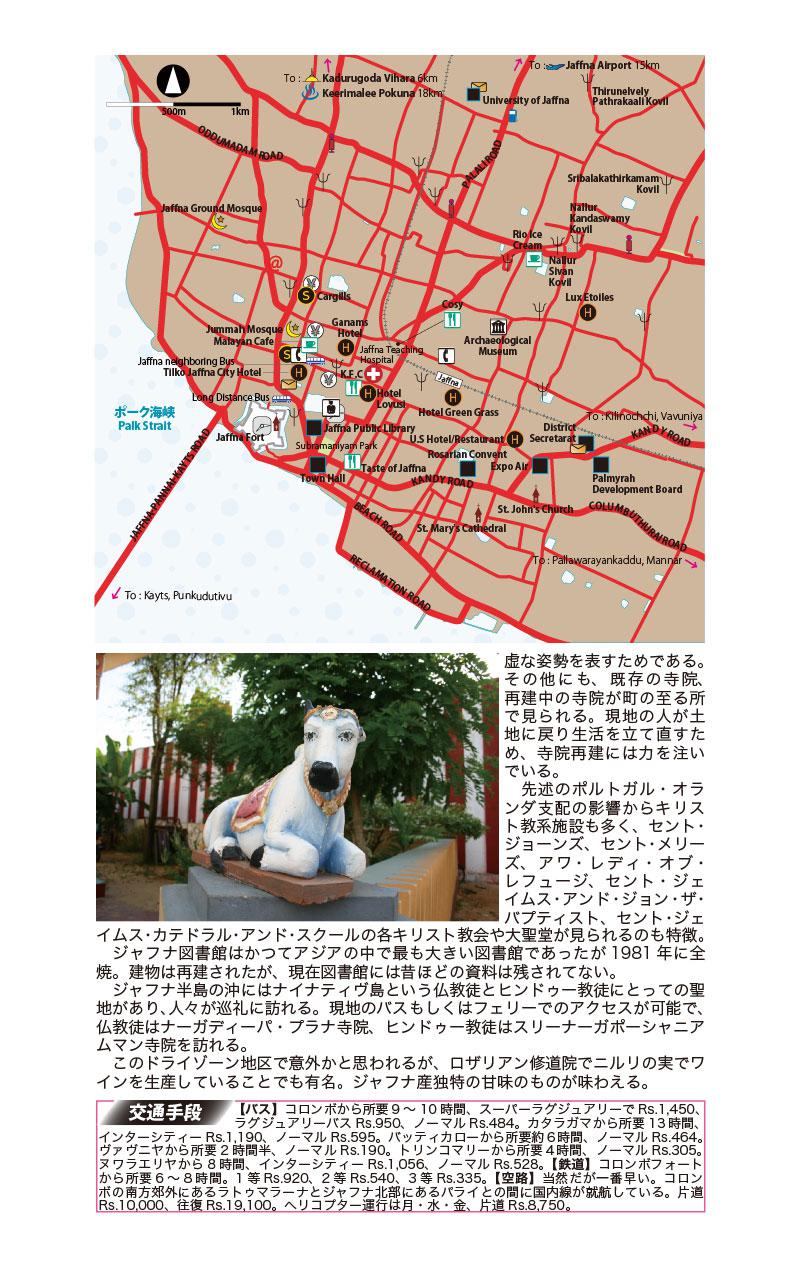 To : Kadurugoda Vihara 6km
Keerimalee Pokuna 18km
To : Jaffna Airport 15km
500m 1km
University of Jaffna
Thirunelvely
Pathrakaali Kovil
ODDUMADAM ROAD
PALALI ROAD
Sribalakathirkamam
Kovil
Jaffna Ground Mosque
Nallur
Kandaswamy
Kovil
Rio Ice
Cream
Nallur
Sivan
Kovil
@
S Cargills
Lux Etoiles
H
Cosy
Jummah Mosque
Malayan Cafe
Ganams
Hotel
H
Archaeological
Museum
Jaffna Teaching
Hospital
S
Jaffna neighboring Bus
Tilko Jaffna City Hotel
H
K.F.C
Jaffna
Long Distance Bus
H Hotel
Lovusi
H
Hotel Green Grass
ポーク海峡
Palk Strait
To : Kilinochchi, Vavuniya
Jaffna Fort
Jaffna Public Library
U.S Hotel/Restaurant H
District
Secretarat
KANDY ROAD
Subramaniyam Park
Rosarian Convent
Expo Air
Town Hall
Taste of Jaffna
KANDY ROAD
Palmyrah
Development Board
JAFFNA-PANNAI-KAYTS ROAD
BEACH ROAD
St. John's Church
COLUMBUTHURAI ROAD
St. Mary's Cathedral
RECLAMATION ROAD
To : Pallawarayankaddu, Mannar
To : Kayts, Punkudutivu
虚な姿勢を表すためである。
その他にも、既存の寺院、
再建中の寺院が町の至る所
で見られる。現地の人が土
地に戻り生活を立て直すた
め、寺院再建には力を注い
でいる。
先述のポルトガル・オラ
ンダ支配の影響からキリス
ト教系施設も多く、セント・
ジョーンズ、セント・メリー
ズ、アワ・レディ・オブ・
レフュージ、セント・ジェ
イムス・アンド・ジョン・ザ・
バプティスト、セント・ジェ
イムス・カテドラル・アンド・スクールの各キリスト教会や大聖堂が見られるのも特徴。
ジャフナ図書館はかつてアジアの中で最も大きい図書館であったが 1981 年に全
焼。建物は再建されたが、現在図書館には昔ほどの資料は残されてない。
ジャフナ半島の沖にはナイナティヴ島という仏教徒とヒンドゥー教徒にとっての聖
地があり、人々が巡礼に訪れる。現地のバスもしくはフェリーでのアクセスが可能で、
仏教徒はナーガディーパ・プラナ寺院、ヒンドゥー教徒はスリーナーガポーシャニア
ムマン寺院を訪れる。
このドライゾーン地区で意外かと思われるが、ロザリアン修道院でニルリの実でワ
インを生産していることでも有名。ジャフナ産独特の甘味のものが味わえる。
交通手段
【バス】コロンボから所要９～ 10 時間、スーパーラグジュアリーで Rs.1,450、
ラグジュアリーバス Rs.950、ノーマル Rs.484。カタラガマから所要 13 時間、
インターシティー Rs.1,190、ノーマル Rs.595。バッティカローから所要約６時間、ノーマル Rs.464。
ヴァヴニヤから所要２時間半、ノーマル Rs.190。トリンコマリーから所要４時間、ノーマル Rs.305。
ヌワラエリヤから８時間、インターシティー Rs.1,056、ノーマル Rs.528。【鉄道】コロンボフォート
から所要６～８時間。１等 Rs.920、２等 Rs.540、３等 Rs.335。【空路】当然だが一番早い。コロン
ボの南方郊外にあるラトゥマラーナとジャフナ北部にあるパライとの間に国内線が就航している。片道
Rs.10,000、往復 Rs.19,100。ヘリコプター運行は月・水・金、片道 Rs.8,750。